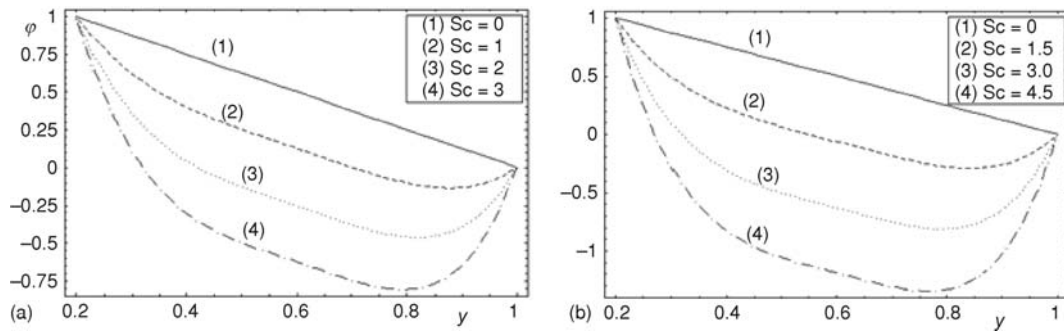 φ
1
0.75
0.5
0.25
0
–0.25
–0.5
–0.75
(1)
(2)
(3)
(4)
(1) Sc = 0
(2) Sc = 1
(3) Sc = 2
(4) Sc = 3
0.2 0.4 0.6 0.8 1
(a) y
1
0.5
0
–0.5
–1
(1)
(2)
(3)
(4)
(1) Sc = 0
(2) Sc = 1.5
(3) Sc = 3.0
(4) Sc = 4.5
0.2 0.4 0.6 0.8 1
(b) y